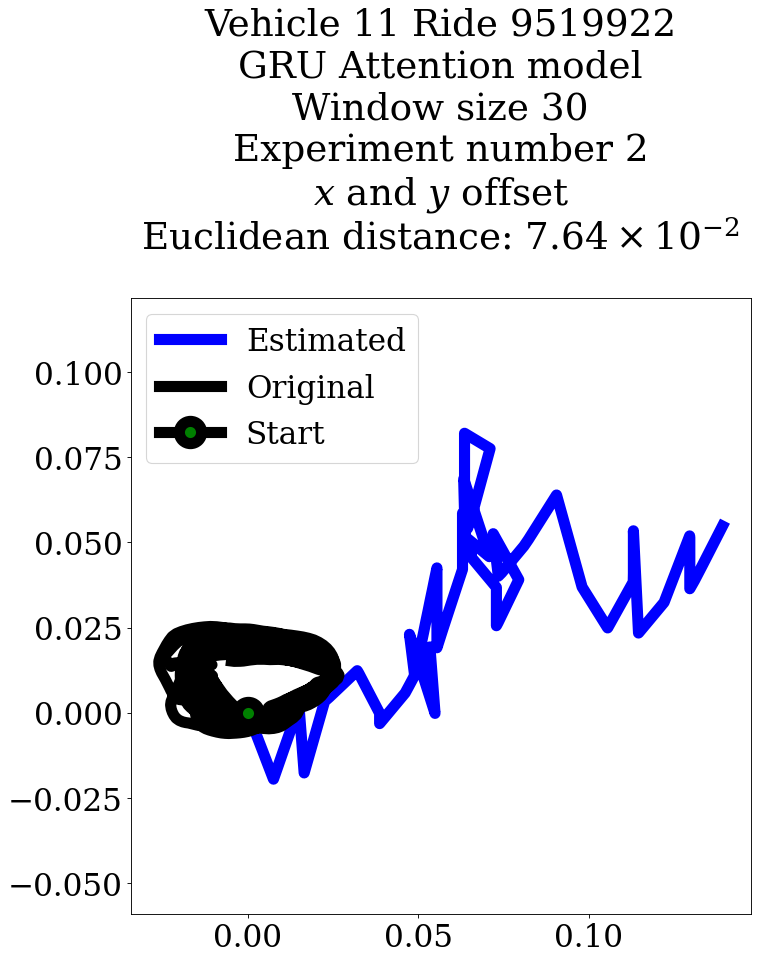 Vehicle 11 Ride 9519922
GRU Attention model
Window size 30
Experiment number 2
x and y offset
Euclidean distance: 7.64 × 10⁻²
Estimated
Original
Start
0.100
0.075
0.050
0.025
0.000
−0.025
−0.050
0.00 0.05 0.10